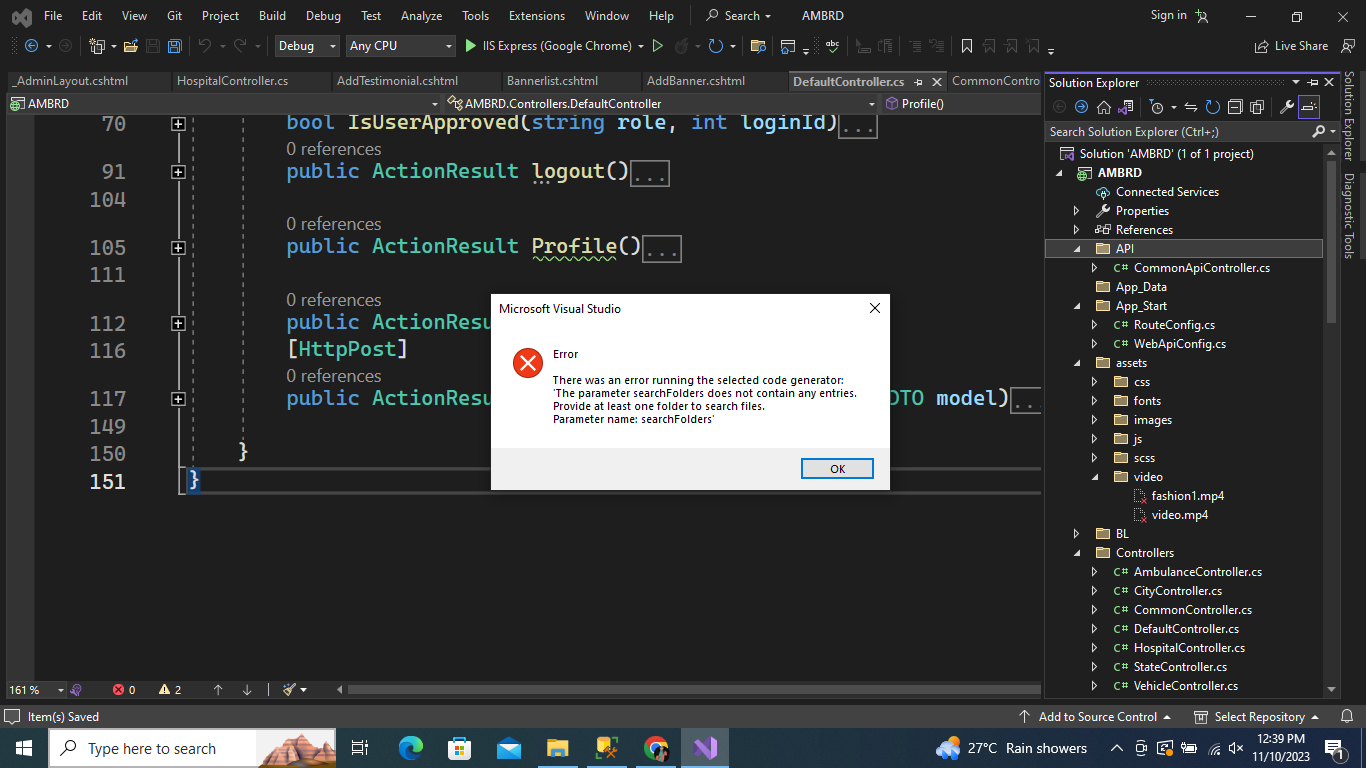 File Edit View Git Project Build Debug Test Analyze Tools Extensions Window Help Search AMBRD Sign in
Debug Any CPU IIS Express (Google Chrome) Live Share
_AdminLayout.cshtml HospitalController.cs AddTestimonial.cshtml Bannerlist.cshtml AddBanner.cshtml DefaultController.cs CommonContro
AMBRD AMBRD.Controllers.DefaultController Profile()
70 bool IsUserApproved(string role, int loginId)...
0 references
91 public ActionResult logout()...
104
0 references
105 public ActionResult Profile()...
111
0 references
112 public ActionResu
116 [HttpPost]
0 references
117 public ActionResu DTO model)...
149
150 }
151 }
Microsoft Visual Studio
Error
There was an error running the selected code generator:
'The parameter searchFolders does not contain any entries.
Provide at least one folder to search files.
Parameter name: searchFolders'
OK
Solution Explorer
Search Solution Explorer (Ctrl+;)
Solution 'AMBRD' (1 of 1 project)
AMBRD
Connected Services
Properties
References
API
C# CommonApiController.cs
App_Data
App_Start
C# RouteConfig.cs
C# WebApiConfig.cs
assets
css
fonts
images
js
scss
video
fashion1.mp4
video.mp4
BL
Controllers
C# AmbulanceController.cs
C# CityController.cs
C# CommonController.cs
C# DefaultController.cs
C# HospitalController.cs
C# StateController.cs
C# VehicleController.cs
Solution Explorer
Diagnostic Tools
161 % 0 2
Item(s) Saved Add to Source Control Select Repository
Type here to search 27°C Rain showers 12:39 PM
11/10/2023
1